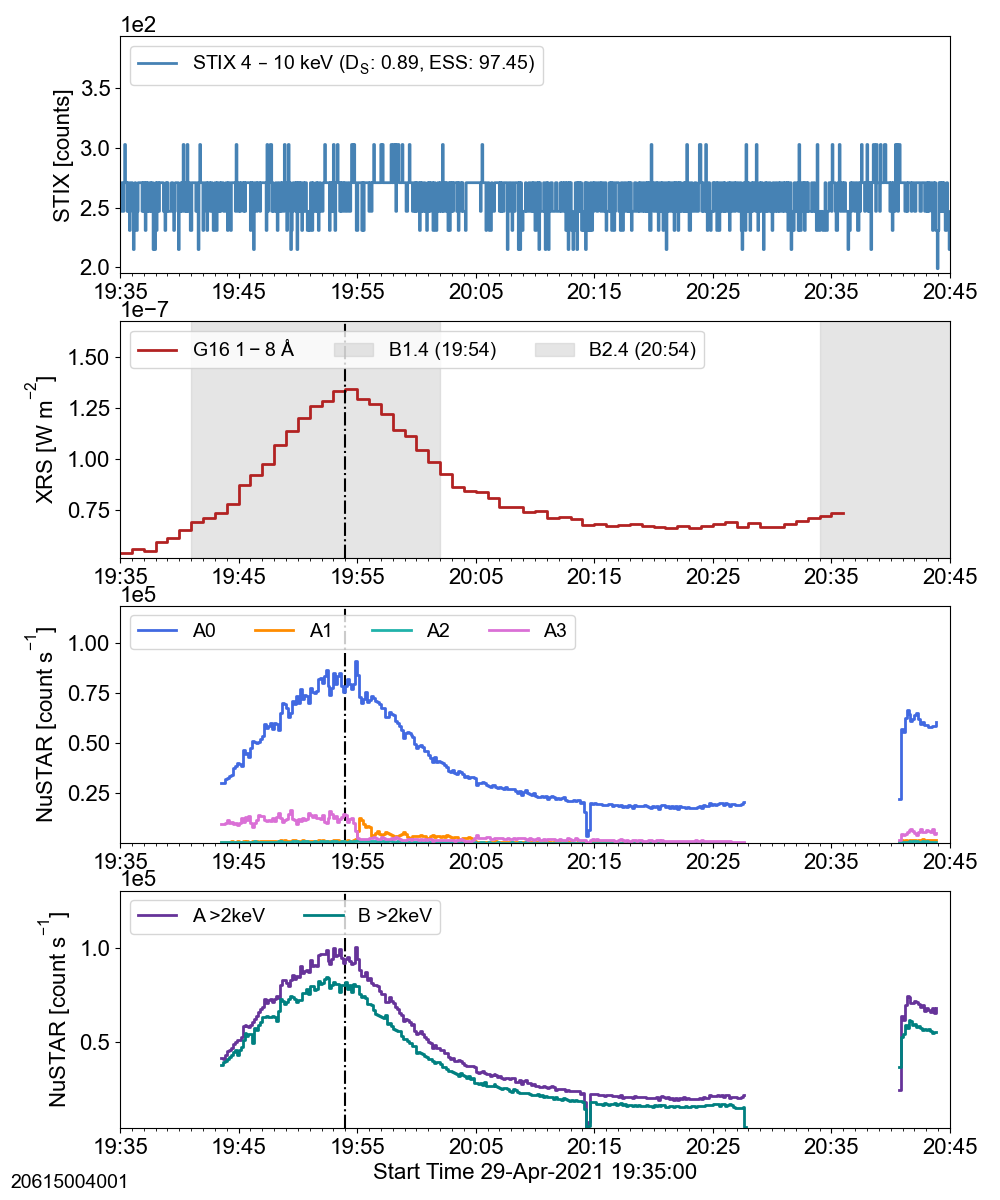 1e2
STIX 4 – 10 keV (D_S: 0.89, ESS: 97.45)
STIX [counts]
3.5
3.0
2.5
2.0
19:35 19:45 19:55 20:05 20:15 20:25 20:35 20:45
1e−7
G16 1 – 8 Å B1.4 (19:54) B2.4 (20:54)
XRS [W m⁻²]
1.50
1.25
1.00
0.75
19:35 19:45 19:55 20:05 20:15 20:25 20:35 20:45
1e5
A0 A1 A2 A3
NuSTAR [count s⁻¹]
1.00
0.75
0.50
0.25
19:35 19:45 19:55 20:05 20:15 20:25 20:35 20:45
1e5
A >2keV B >2keV
NuSTAR [count s⁻¹]
1.0
0.5
19:35 19:45 19:55 20:05 20:15 20:25 20:35 20:45
Start Time 29-Apr-2021 19:35:00
20615004001